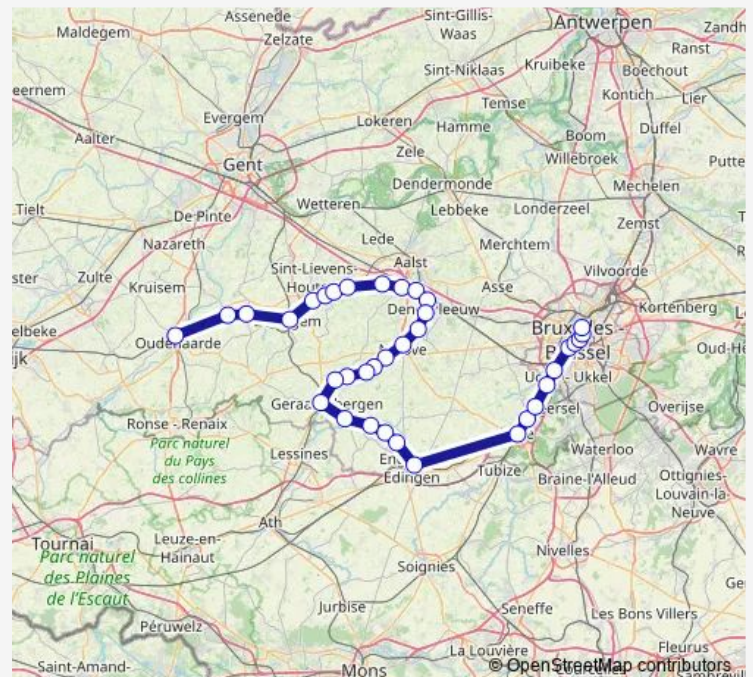 Assenede
Sint-Gillis-
Waas
Antwerpen
Maldegem
Zelzate
Zandh
Ranst
Kruibeke
Sint-Niklaas
Boechout
eernem
Kontich
Lier
Temse
Evergem
Lokeren
Hamme
Duffel
Aalter
Boom
Zele
Willebroek
Putte
Gent
Dendermonde
Mechelen
Wetteren
Lebbeke
Londerzeel
Tielt
De Pinte
Zemst
Nazareth
Lede
Merchtem
Aalst
Sint-Lievens-
Vilvoorde
ster
Zulte
Kruisem
Asse
Kortenberg
elbeke
Oudenaarde
Bruxelles -
jk
Oud-He
Ukkel
Overijse
Ronse - Renaix
Parc naturel
du Pays
des collines
Lessines
Waterloo
Wavre
Tubize
Edingen
Braine-l'Alleud
Ottignies-
Louvain-la-
Neuve
Ath
Tournai
Leuze-en-
Hainaut
Parc naturel
des Plaines
de l'Escaut
Nivelles
Soignies
Ge
Jurbise
Seneffe
Les Bons Villers
Péruwelz
La Louvière
Fleurus
Saint-Amand-
Mons
© OpenStreetMap contributors